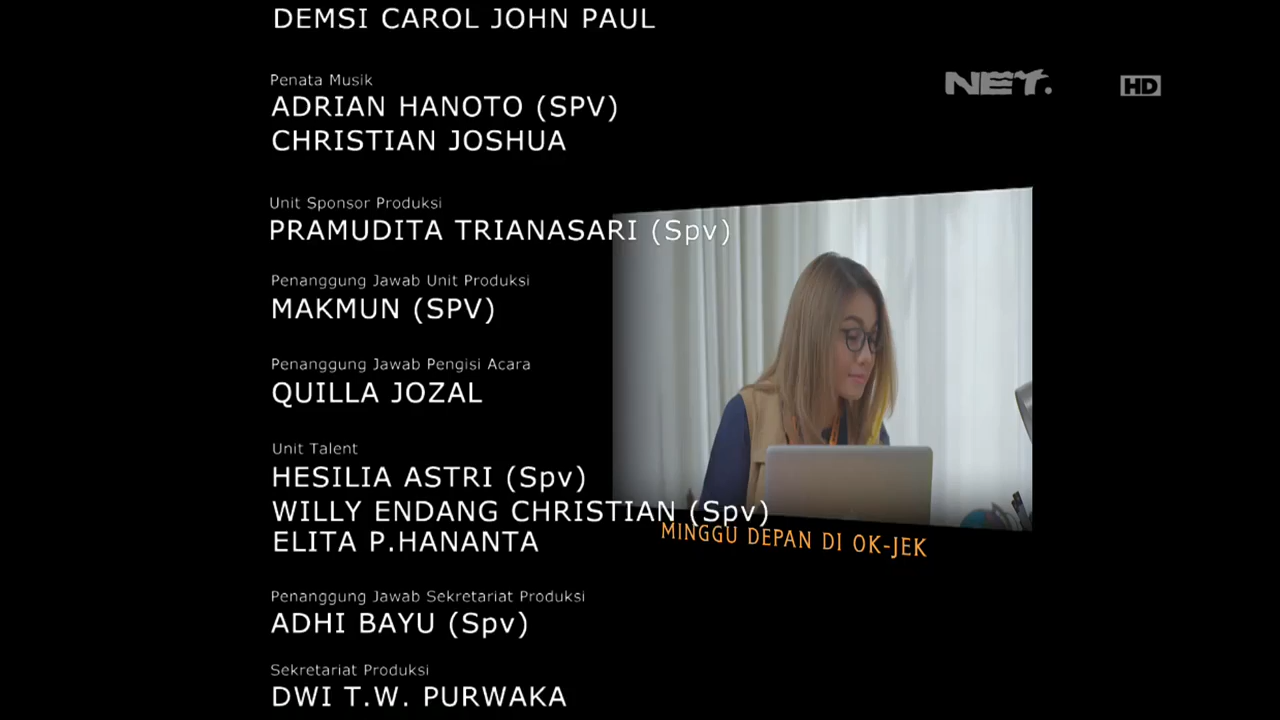 DEMSI CAROL JOHN PAUL
Penata Musik
ADRIAN HANOTO (SPV)
CHRISTIAN JOSHUA
NET.
HD
Unit Sponsor Produksi
PRAMUDITA TRIANASARI (Spv)
Penanggung Jawab Unit Produksi
MAKMUN (SPV)
Penanggung Jawab Pengisi Acara
QUILLA JOZAL
Unit Talent
HESILIA ASTRI (Spv)
WILLY ENDANG CHRISTIAN (Spv)
ELITA P.HANANTA
MINGGU DEPAN DI OK-JEK
Penanggung Jawab Sekretariat Produksi
ADHI BAYU (Spv)
Sekretariat Produksi
DWI T.W. PURWAKA